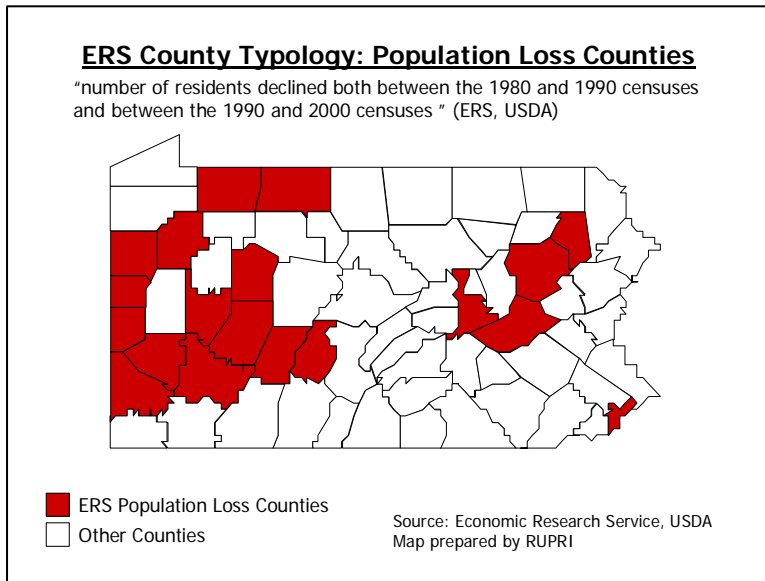 ERS County Typology: Population Loss Counties
“number of residents declined both between the 1980 and 1990 censuses
and between the 1990 and 2000 censuses ” (ERS, USDA)
ERS Population Loss Counties
Other Counties
Source: Economic Research Service, USDA
Map prepared by RUPRI